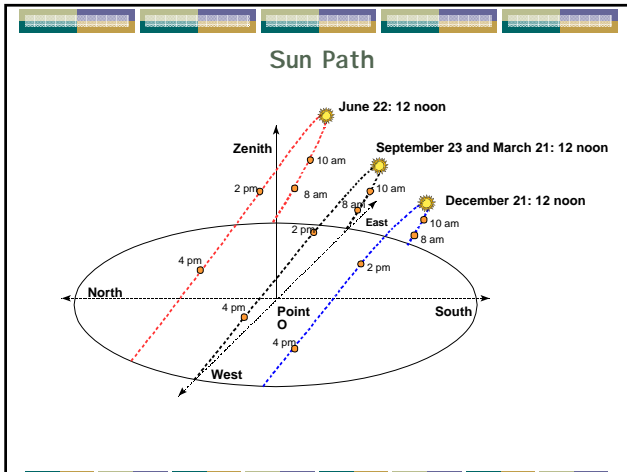 Sun Path
June 22: 12 noon
Zenith
September 23 and March 21: 12 noon
10 am
2 pm
8 am
10 am
December 21: 12 noon
8 am
10 am
East
2 pm
8 am
4 pm
2 pm
North
Point
O
South
4 pm
4 pm
West